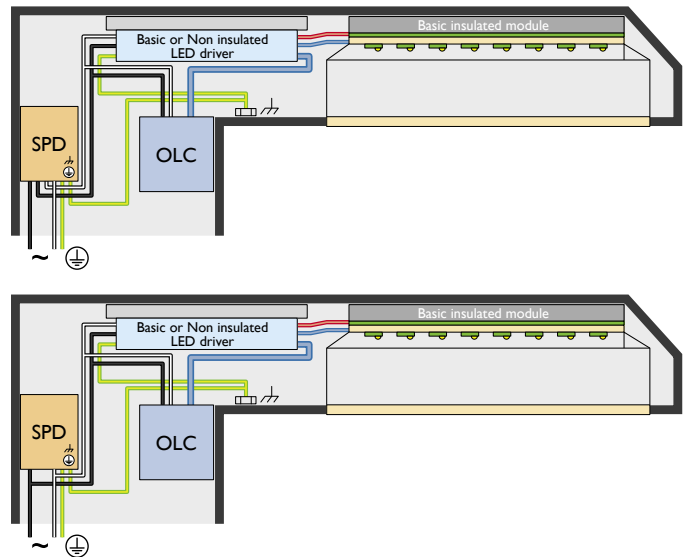 Basic insulated module
Basic or Non insulated
LED driver
SPD
OLC
~
Basic insulated module
Basic or Non insulated
LED driver
SPD
OLC
~